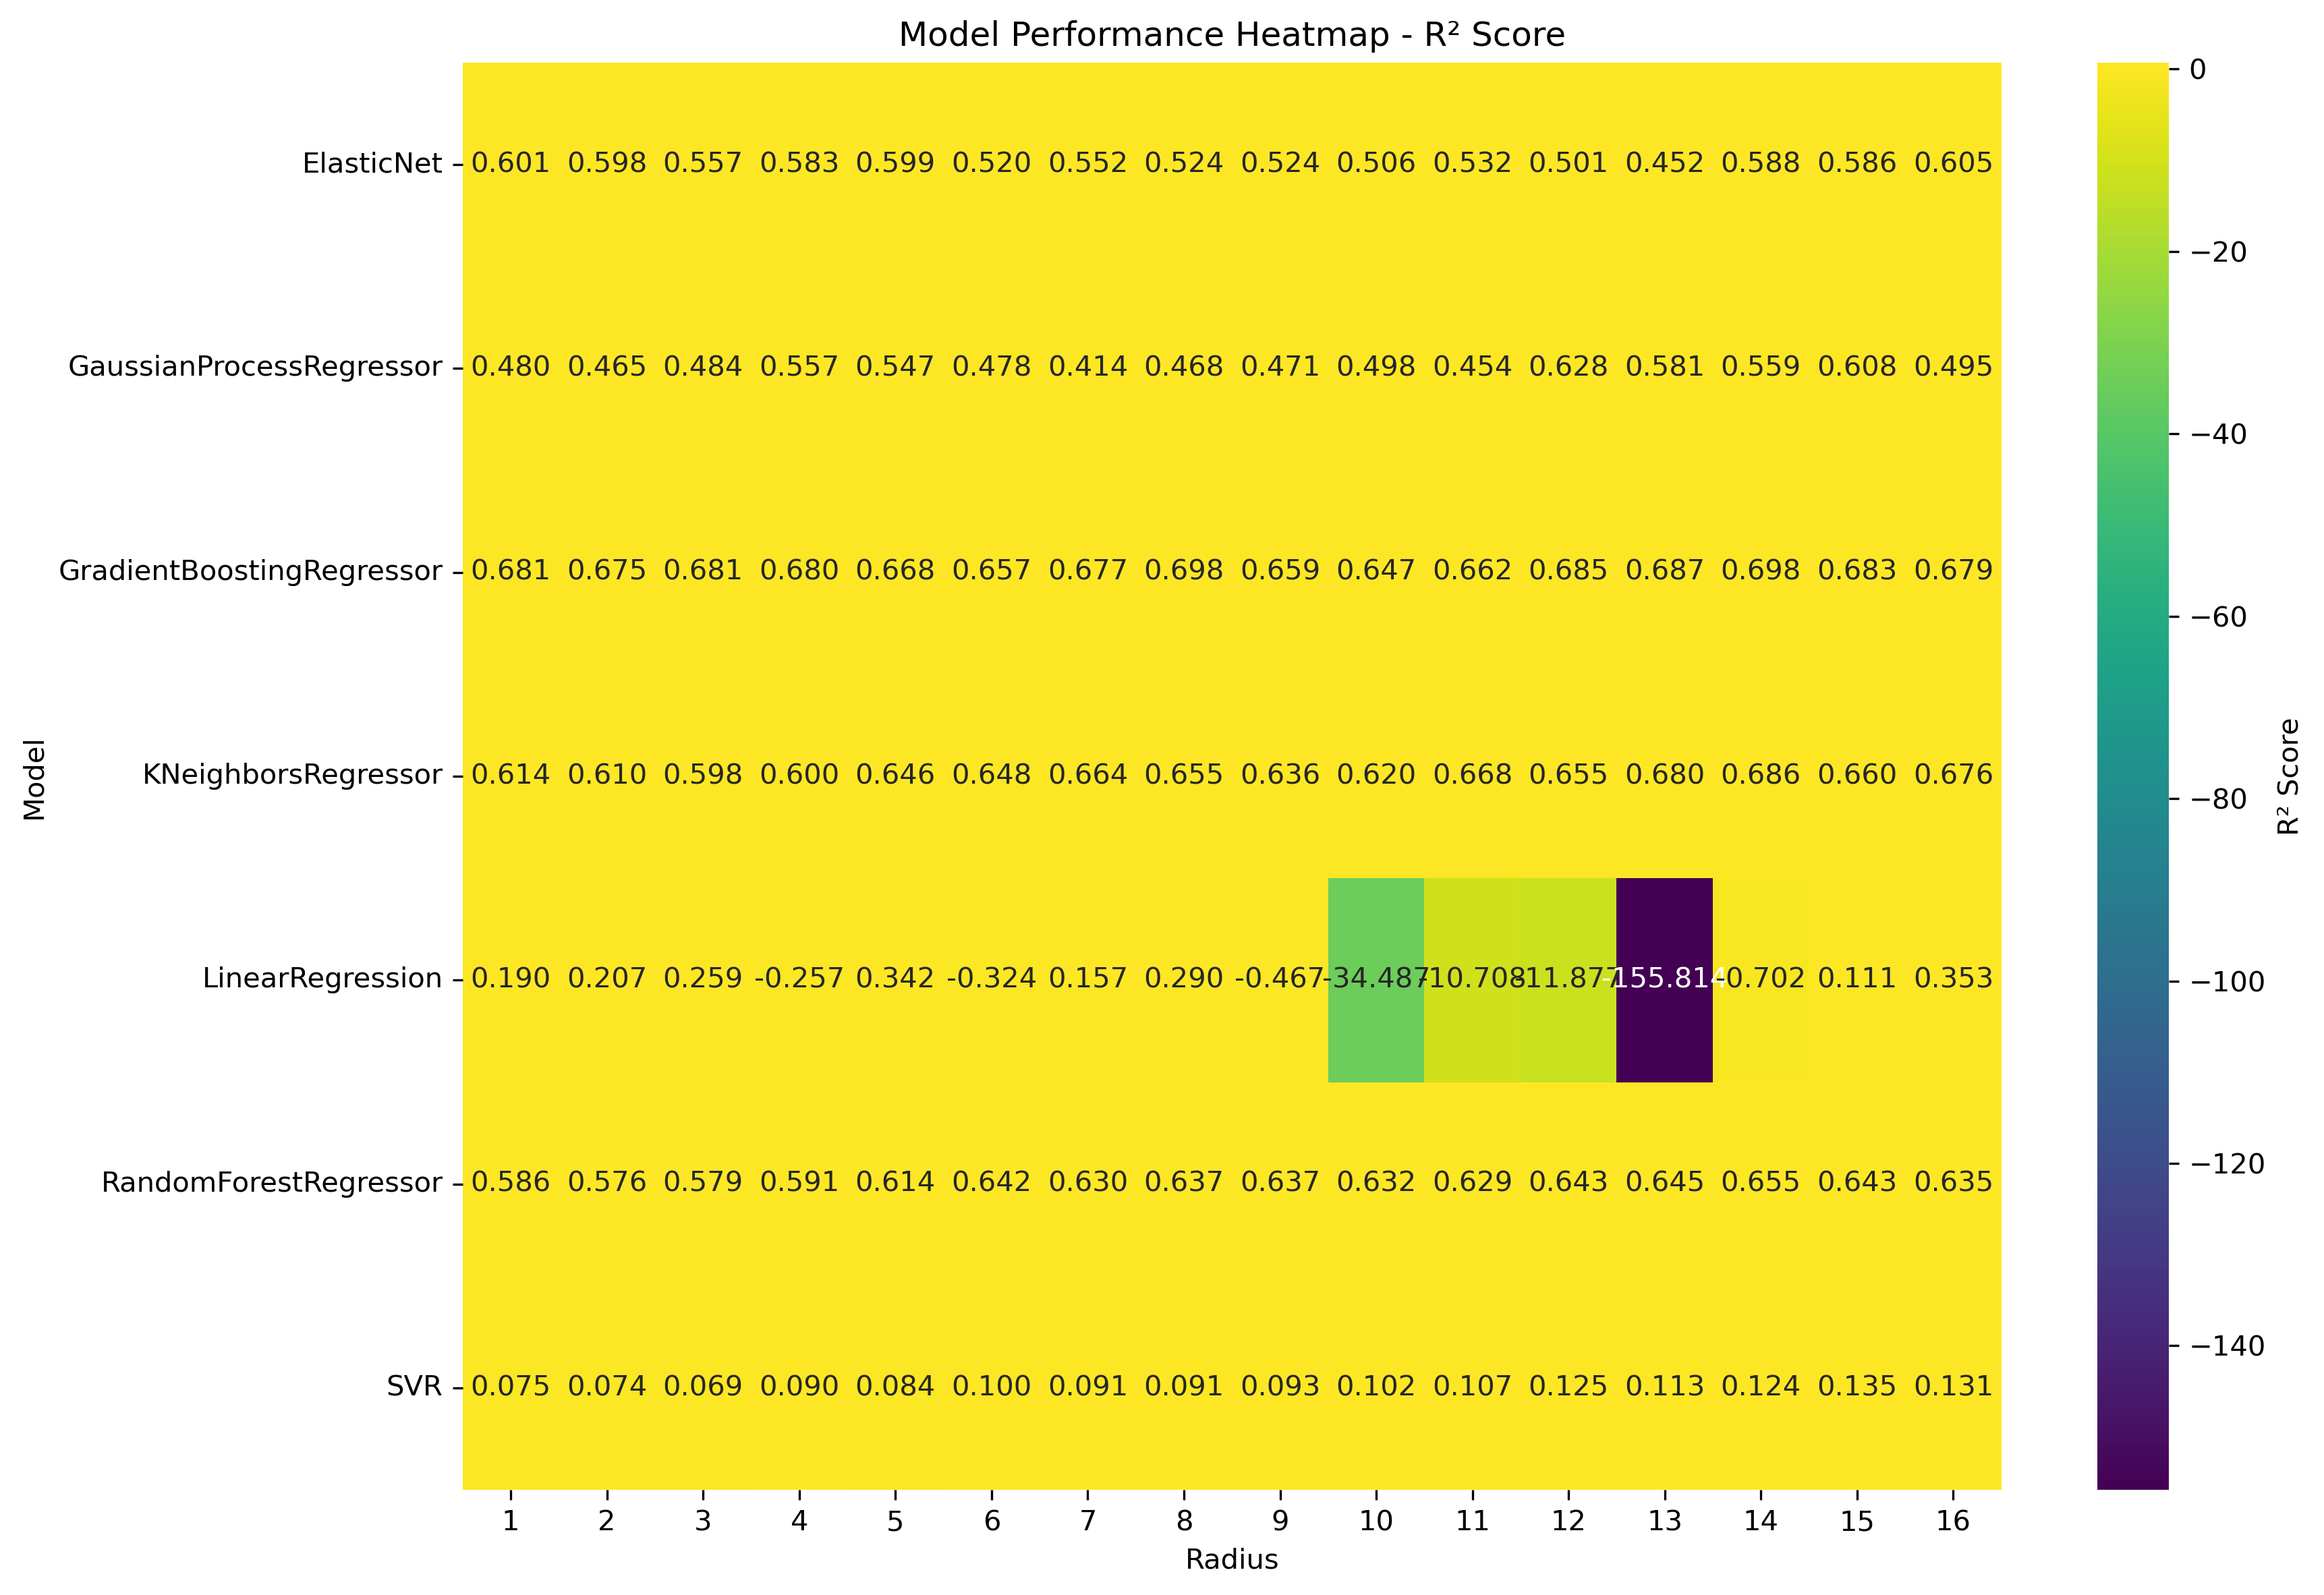 Model Performance Heatmap - R² Score
ElasticNet 0.601 0.598 0.557 0.583 0.599 0.520 0.552 0.524 0.524 0.506 0.532 0.501 0.452 0.588 0.586 0.605
GaussianProcessRegressor 0.480 0.465 0.484 0.557 0.547 0.478 0.414 0.468 0.471 0.498 0.454 0.628 0.581 0.559 0.608 0.495
GradientBoostingRegressor 0.681 0.675 0.681 0.680 0.668 0.657 0.677 0.698 0.659 0.647 0.662 0.685 0.687 0.698 0.683 0.679
KNeighborsRegressor 0.614 0.610 0.598 0.600 0.646 0.648 0.664 0.655 0.636 0.620 0.668 0.655 0.680 0.686 0.660 0.676
LinearRegression 0.190 0.207 0.259 -0.257 0.342 -0.324 0.157 0.290 -0.467 -34.487 -10.708 -11.877 -155.814 -0.702 0.111 0.353
RandomForestRegressor 0.586 0.576 0.579 0.591 0.614 0.642 0.630 0.637 0.637 0.632 0.629 0.643 0.645 0.655 0.643 0.635
SVR 0.075 0.074 0.069 0.090 0.084 0.100 0.091 0.091 0.093 0.102 0.107 0.125 0.113 0.124 0.135 0.131
1 2 3 4 5 6 7 8 9 10 11 12 13 14 15 16
Radius
Model
0
−20
−40
−60
−80
−100
−120
−140
R² Score